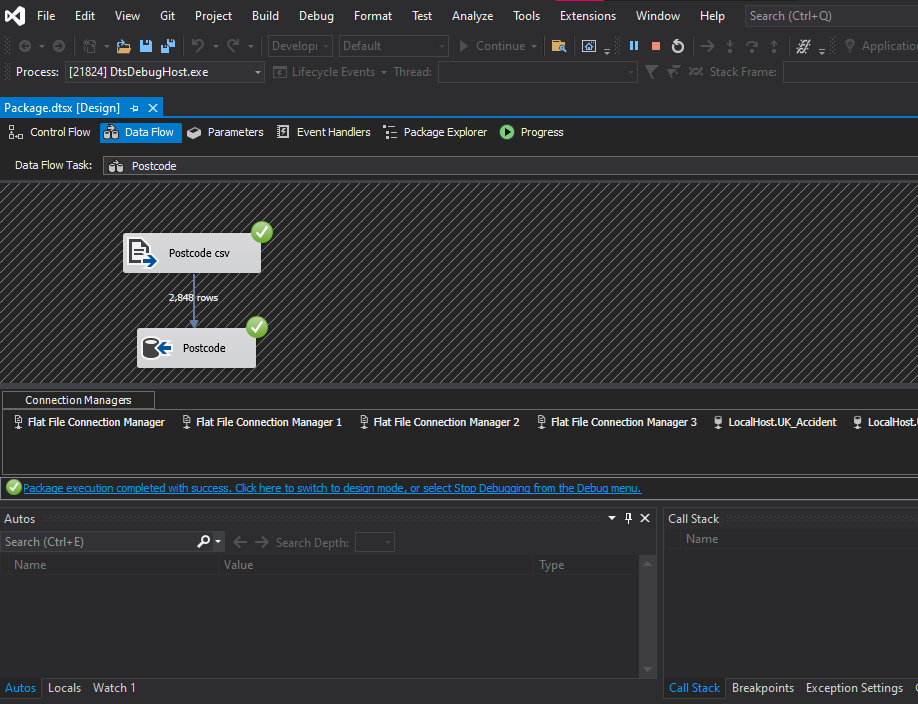 File Edit View Git Project Build Debug Format Test Analyze Tools Extensions Window Help Search (Ctrl+Q)
Develop Default Continue Application
Process: [21824] DtsDebugHost.exe Lifecycle Events Thread: Stack Frame:
Package.dtsx [Design]
Control Flow Data Flow Parameters Event Handlers Package Explorer Progress
Data Flow Task: Postcode
Postcode csv
2,848 rows
Postcode
Connection Managers
Flat File Connection Manager Flat File Connection Manager 1 Flat File Connection Manager 2 Flat File Connection Manager 3 LocalHost.UK_Accident LocalHost.
Package execution completed with success. Click here to switch to design mode, or select Stop Debugging from the Debug menu.
Autos Call Stack
Search (Ctrl+E) Search Depth: Name
Name Value Type
Autos Locals Watch 1 Call Stack Breakpoints Exception Settings